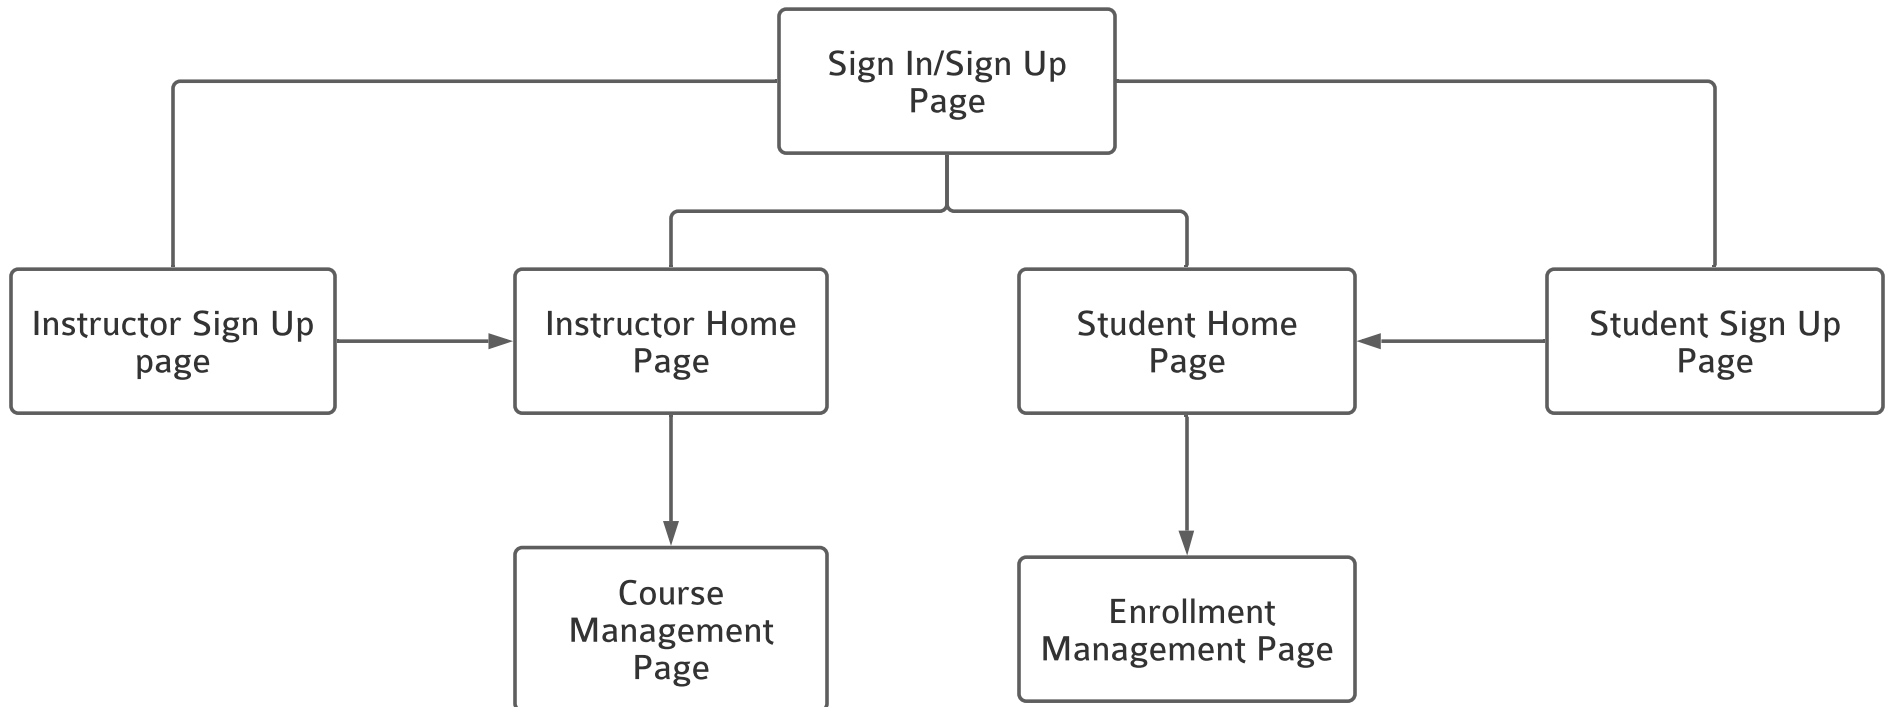 Sign In/Sign Up
Page
Instructor Sign Up
page
Instructor Home
Page
Student Home
Page
Student Sign Up
Page
Course
Management
Page
Enrollment
Management Page